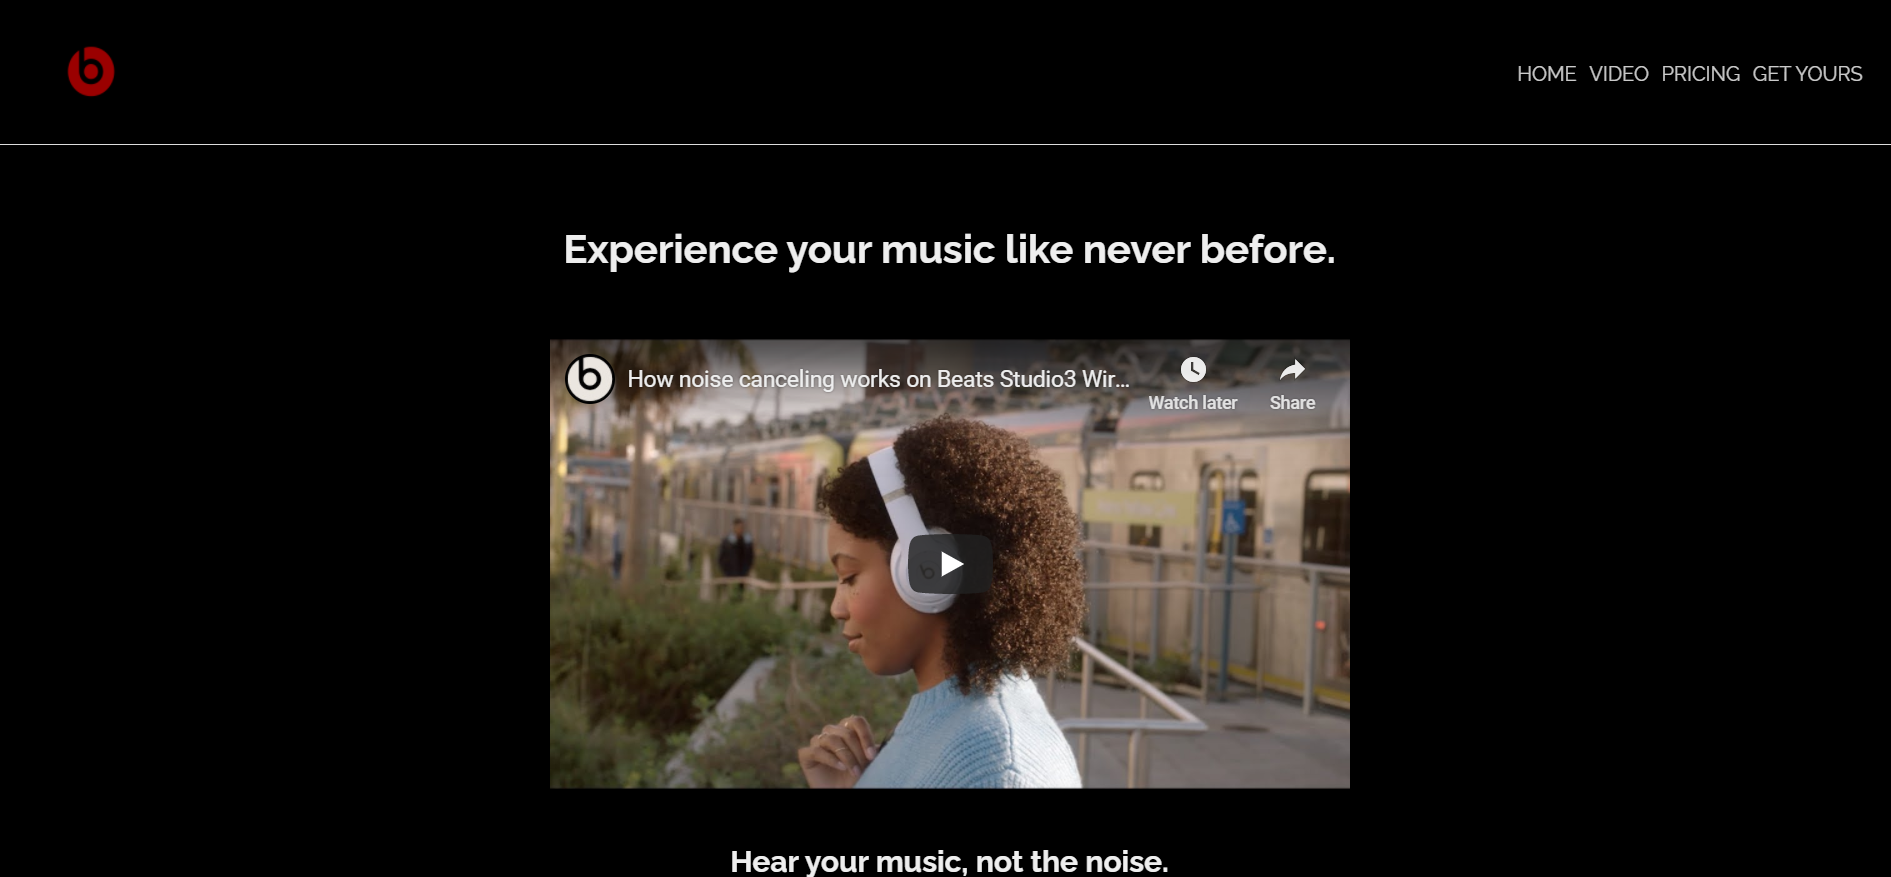 HOME VIDEO PRICING GET YOURS
Experience your music like never before.
How noise canceling works on Beats Studio3 Wir...
Watch later Share
Hear your music, not the noise.